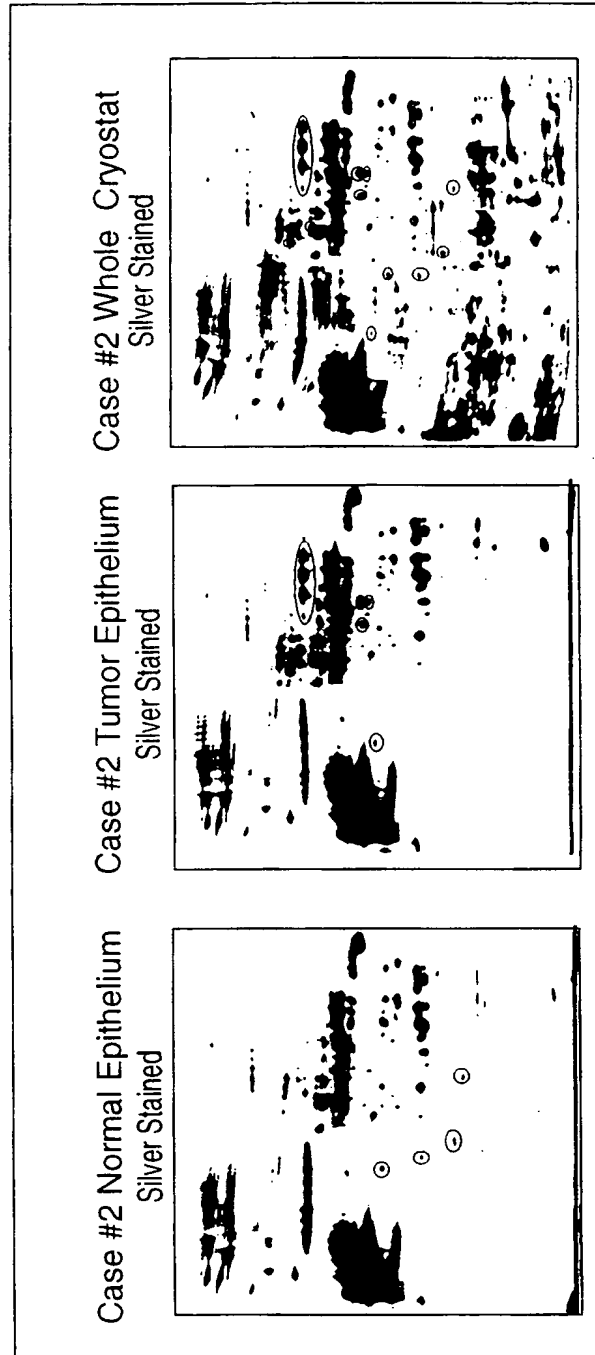 Case #2 Normal Epithelium
Silver Stained
Case #2 Tumor Epithelium
Silver Stained
Case #2 Whole Cryostat
Silver Stained